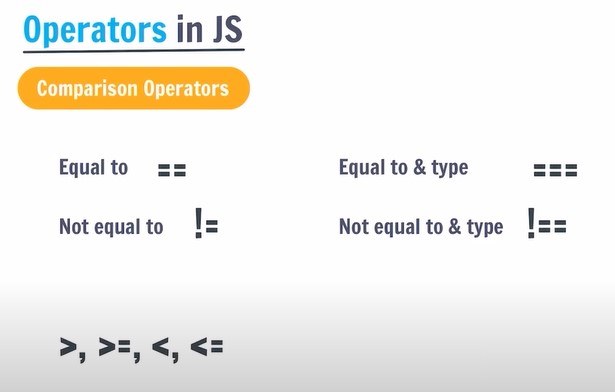 Operators in JS
Comparison Operators
Equal to ==
Equal to & type ===
Not equal to !=
Not equal to & type !==
>, >=, <, <=